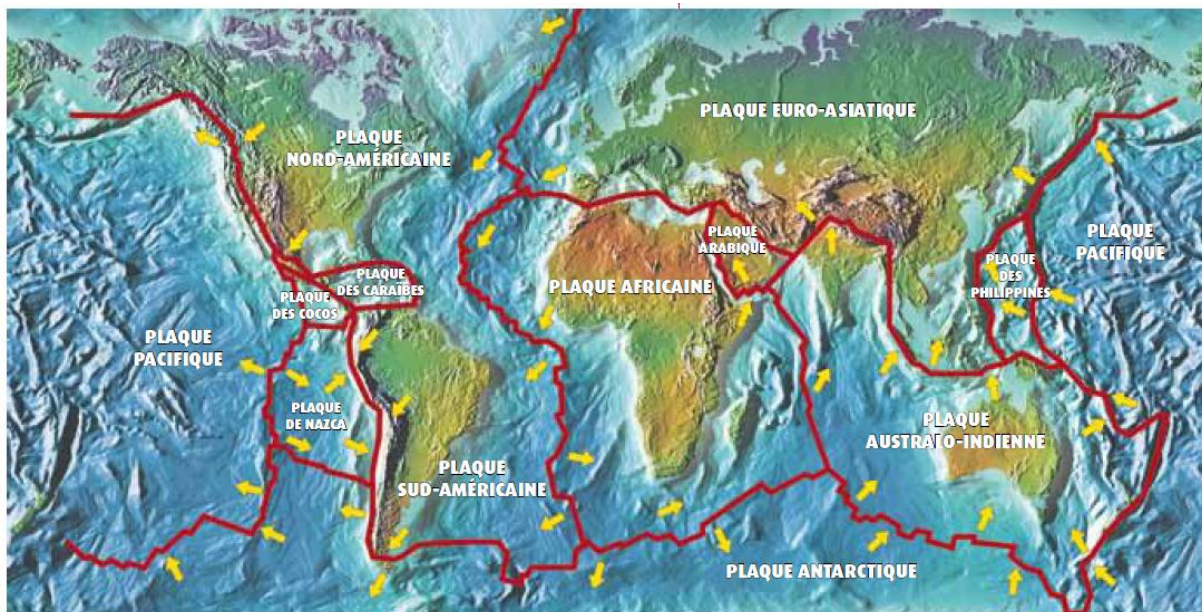 PLAQUE EURO-ASIATIQUE
PLAQUE
NORD-AMÉRICAINE
PLAQUE
PACIFIQUE
PLAQUE
ARABIQUE
PLAQUE
DES CARAÏBES
PLAQUE
DES
PHILIPPINES
PLAQUE AFRICAINE
PLAQUE
DES COCOS
PLAQUE
PACIFIQUE
PLAQUE
DE NAZCA
PLAQUE
AUSTRALO-INDIENNE
PLAQUE
SUD-AMÉRICAINE
PLAQUE ANTARCTIQUE